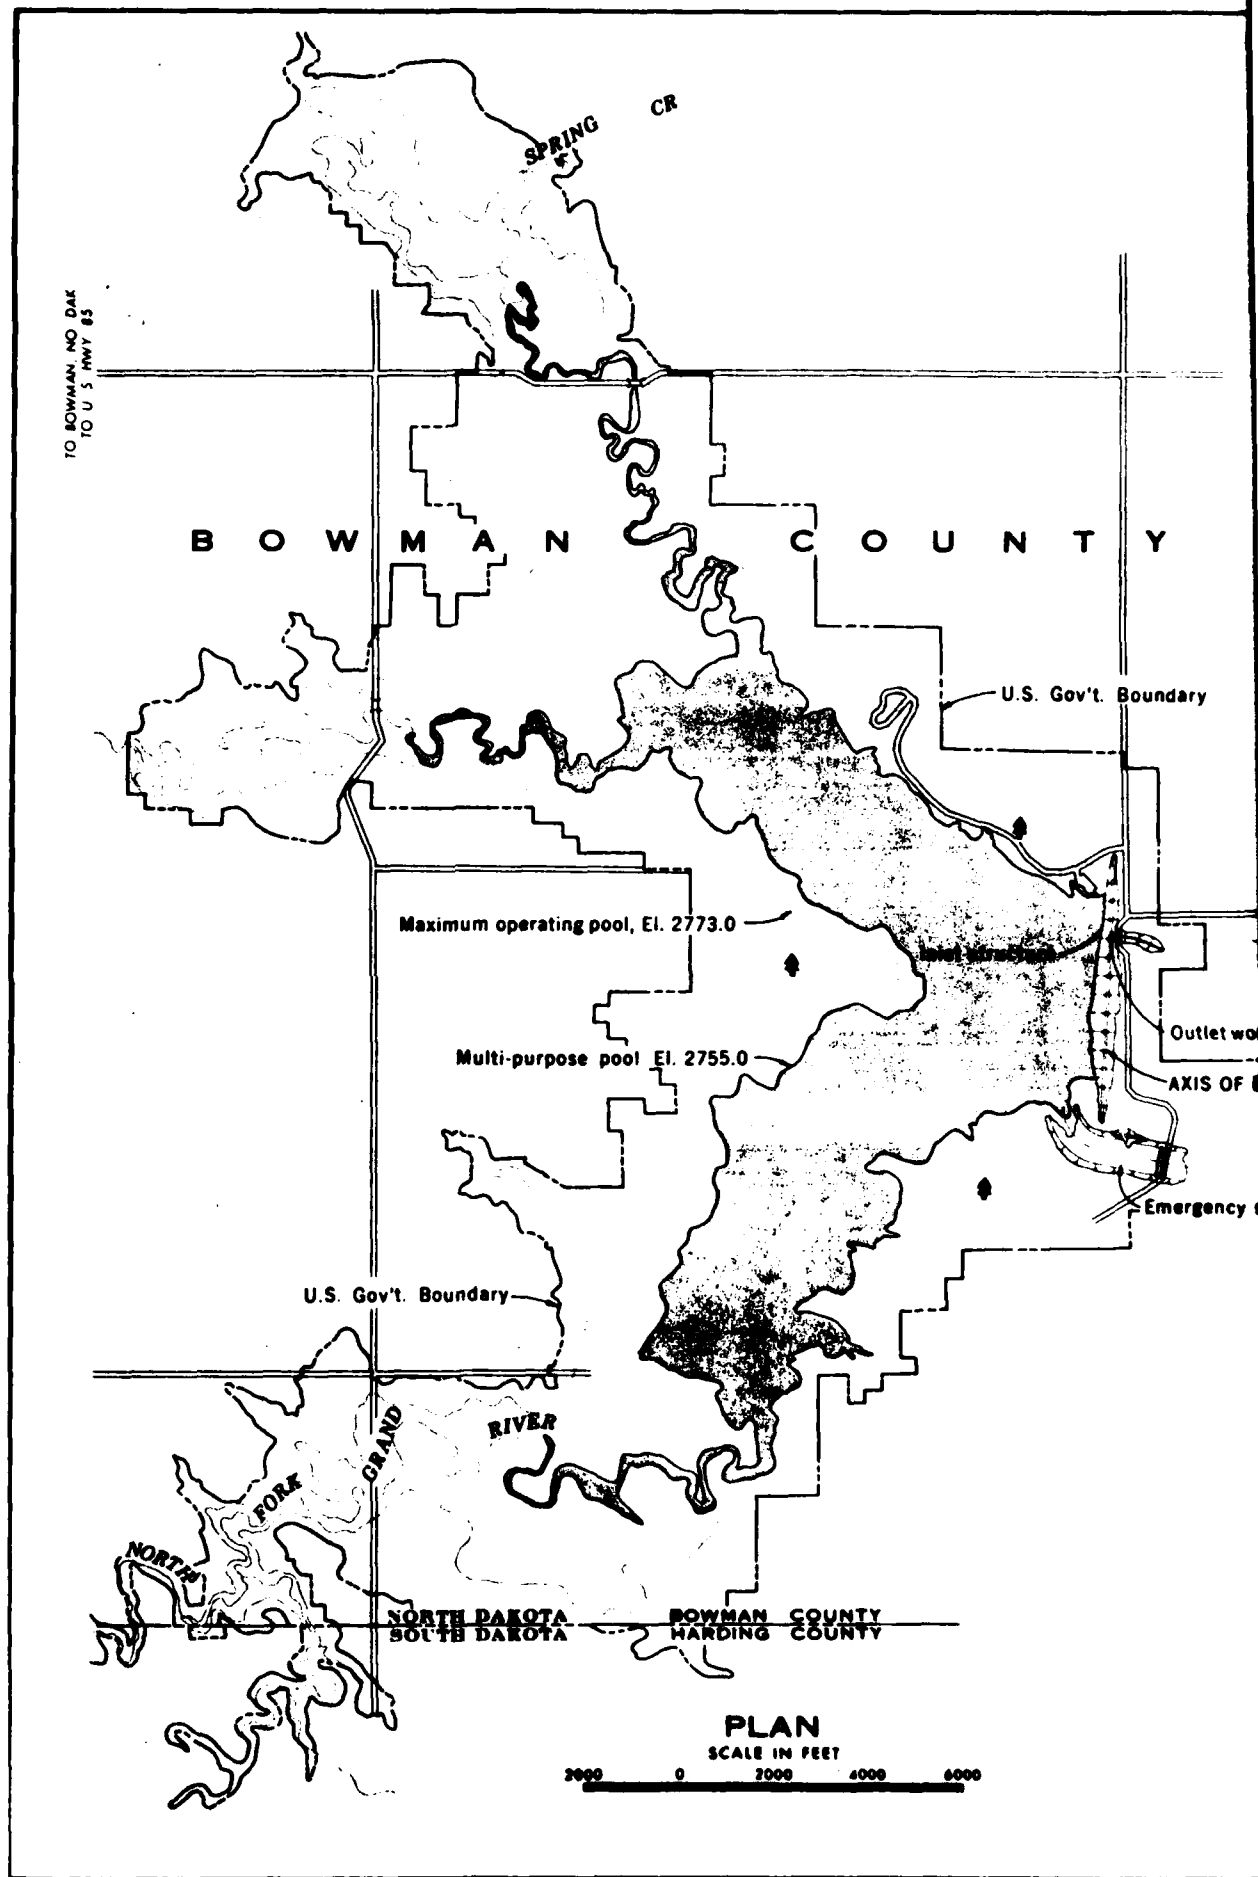 SPRING CR
TO BOWMAN, NO DAK
TO U S HWY 85
BOWMAN COUNTY
U.S. Gov't. Boundary
Maximum operating pool, El. 2773.0
Inlet structure
Outlet wo
Multi-purpose pool El. 2755.0
AXIS OF
Emergency
U.S. Gov't. Boundary
NORTH FORK GRAND RIVER
NORTH DAKOTA BOWMAN COUNTY
SOUTH DAKOTA HARDING COUNTY
PLAN
SCALE IN FEET
2000 0 2000 4000 6000